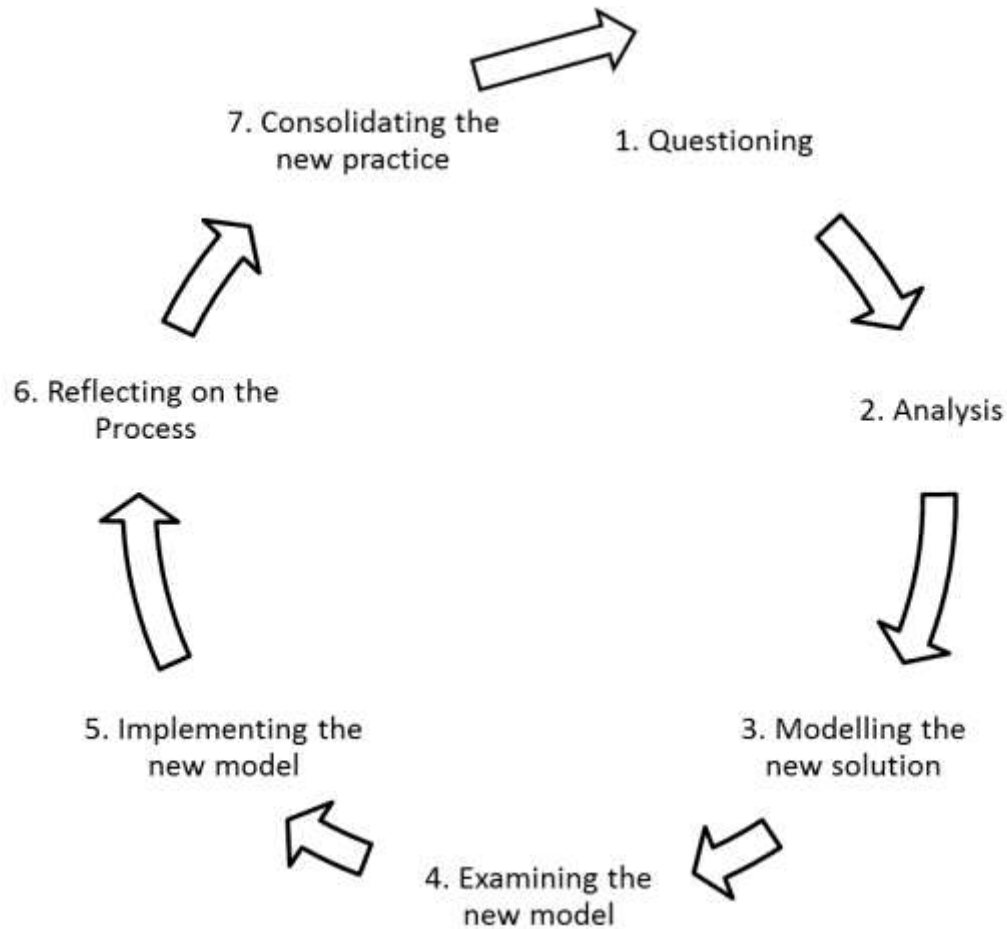 1. Questioning
2. Analysis
3. Modelling the
new solution
4. Examining the
new model
5. Implementing the
new model
6. Reflecting on the
Process
7. Consolidating the
new practice